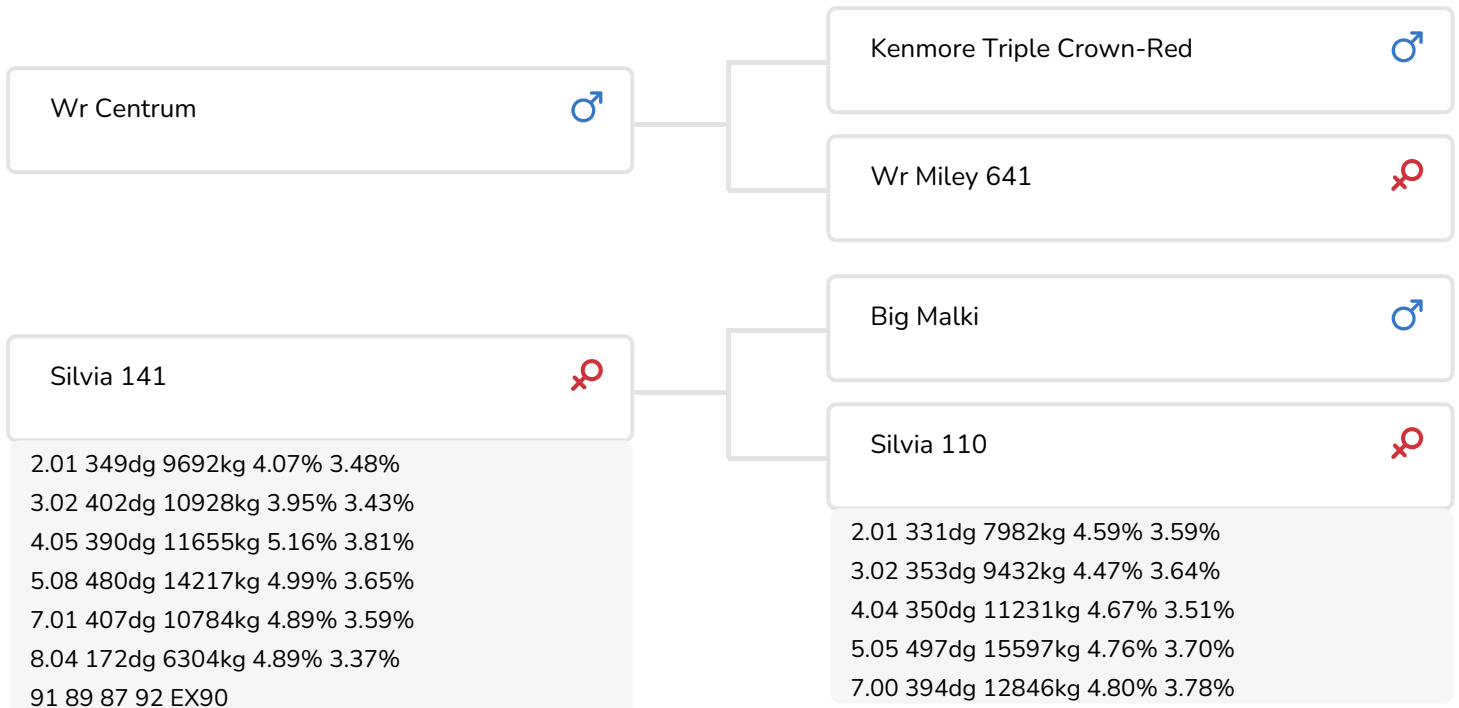 Wr Centrum
Kenmore Triple Crown-Red
Wr Miley 641
Silvia 141
2.01 349dg 9692kg 4.07% 3.48%
3.02 402dg 10928kg 3.95% 3.43%
4.05 390dg 11655kg 5.16% 3.81%
5.08 480dg 14217kg 4.99% 3.65%
7.01 407dg 10784kg 4.89% 3.59%
8.04 172dg 6304kg 4.89% 3.37%
91 89 87 92 EX90
Big Malki
Silvia 110
2.01 331dg 7982kg 4.59% 3.59%
3.02 353dg 9432kg 4.47% 3.64%
4.04 350dg 11231kg 4.67% 3.51%
5.05 497dg 15597kg 4.76% 3.70%
7.00 394dg 12846kg 4.80% 3.78%